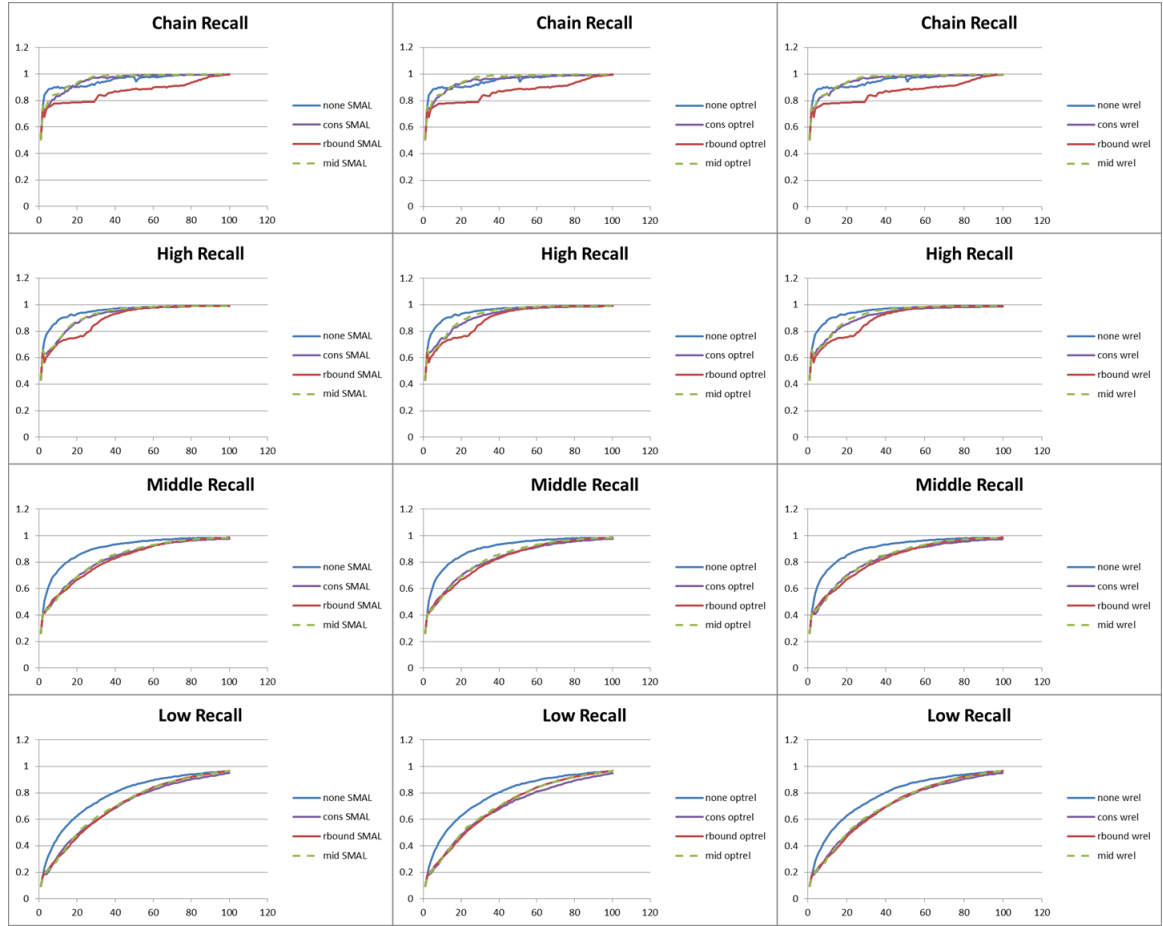 Chain Recall
1.2
1
0.8
0.6
0.4
0.2
0
0 20 40 60 80 100 120
none SMAL
cons SMAL
rbound SMAL
mid SMAL
Chain Recall
1.2
1
0.8
0.6
0.4
0.2
0
0 20 40 60 80 100 120
none optrel
cons optrel
rbound optrel
mid optrel
Chain Recall
1.2
1
0.8
0.6
0.4
0.2
0
0 20 40 60 80 100 120
none wrel
cons wrel
rbound wrel
mid wrel
High Recall
1.2
1
0.8
0.6
0.4
0.2
0
0 20 40 60 80 100 120
none SMAL
cons SMAL
rbound SMAL
mid SMAL
High Recall
1.2
1
0.8
0.6
0.4
0.2
0
0 20 40 60 80 100 120
none optrel
cons optrel
rbound optrel
mid optrel
High Recall
1.2
1
0.8
0.6
0.4
0.2
0
0 20 40 60 80 100 120
none wrel
cons wrel
rbound wrel
mid wrel
Middle Recall
1.2
1
0.8
0.6
0.4
0.2
0
0 20 40 60 80 100 120
none SMAL
cons SMAL
rbound SMAL
mid SMAL
Middle Recall
1.2
1
0.8
0.6
0.4
0.2
0
0 20 40 60 80 100 120
none optrel
cons optrel
rbound optrel
mid optrel
Middle Recall
1.2
1
0.8
0.6
0.4
0.2
0
0 20 40 60 80 100 120
none wrel
cons wrel
rbound wrel
mid wrel
Low Recall
1.2
1
0.8
0.6
0.4
0.2
0
0 20 40 60 80 100 120
none SMAL
cons SMAL
rbound SMAL
mid SMAL
Low Recall
1.2
1
0.8
0.6
0.4
0.2
0
0 20 40 60 80 100 120
none optrel
cons optrel
rbound optrel
mid optrel
Low Recall
1.2
1
0.8
0.6
0.4
0.2
0
0 20 40 60 80 100 120
none wrel
cons wrel
rbound wrel
mid wrel